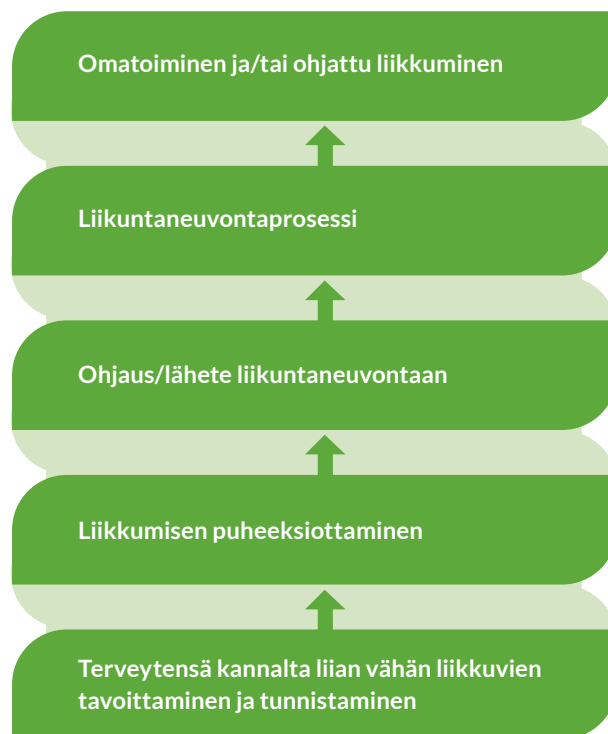 Omatoiminen ja/tai ohjattu liikkuminen
Liikuntaneuvontaprosessi
Ohjaus/lähete liikuntaneuvontaan
Liikkumisen puheeksiottaminen
Terveytensä kannalta liian vähän liikkuvien
tavoittaminen ja tunnistaminen